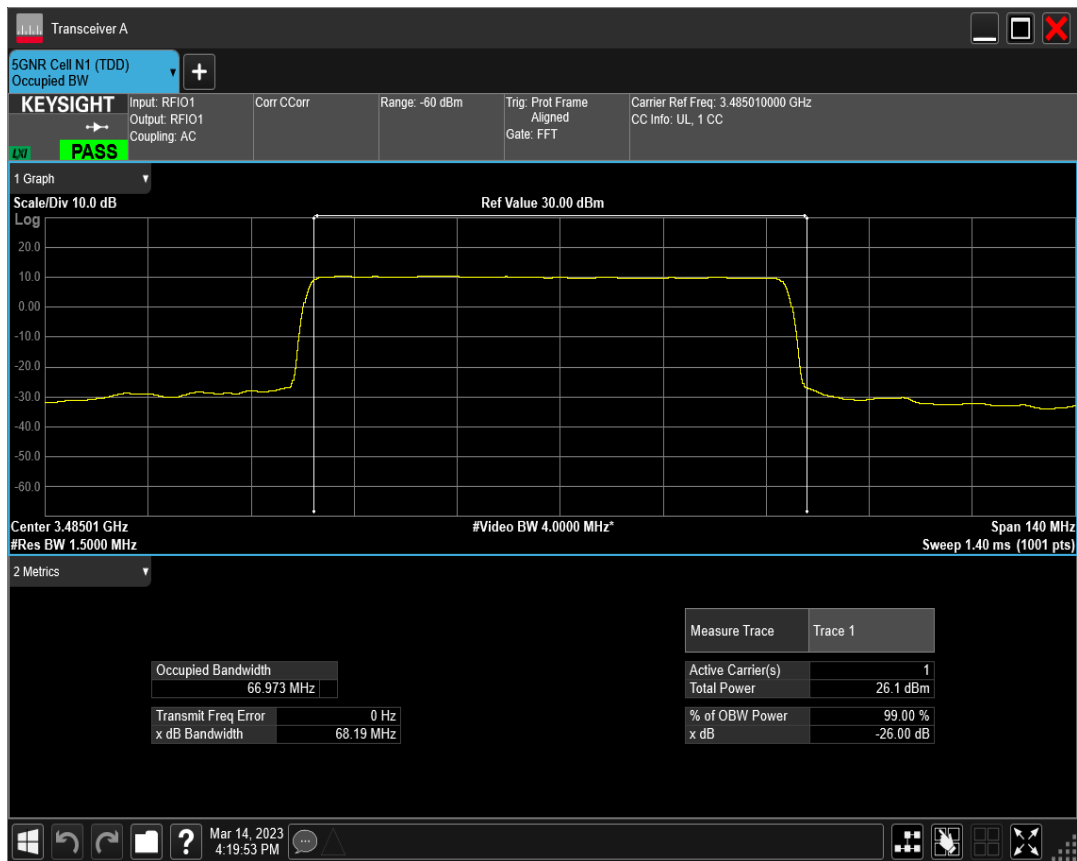 Transceiver A
5GNR Cell N1 (TDD)
Occupied BW
KEYSIGHT
LXI
PASS
Input: RFIO1
Output: RFIO1
Coupling: AC
Corr CCorr
Range: -60 dBm
Trig: Prot Frame
Aligned
Gate: FFT
Carrier Ref Freq: 3.485010000 GHz
CC Info: UL, 1 CC
1 Graph
Scale/Div 10.0 dB
Ref Value 30.00 dBm
Log
20.0
10.0
0.00
-10.0
-20.0
-30.0
-40.0
-50.0
-60.0
Center 3.48501 GHz
#Video BW 4.0000 MHz*
Span 140 MHz
#Res BW 1.5000 MHz
Sweep 1.40 ms (1001 pts)
2 Metrics
Measure Trace Trace 1
Occupied Bandwidth
66.973 MHz
Active Carrier(s) 1
Total Power 26.1 dBm
Transmit Freq Error 0 Hz
x dB Bandwidth 68.19 MHz
% of OBW Power 99.00 %
x dB -26.00 dB
?
Mar 14, 2023
4:19:53 PM